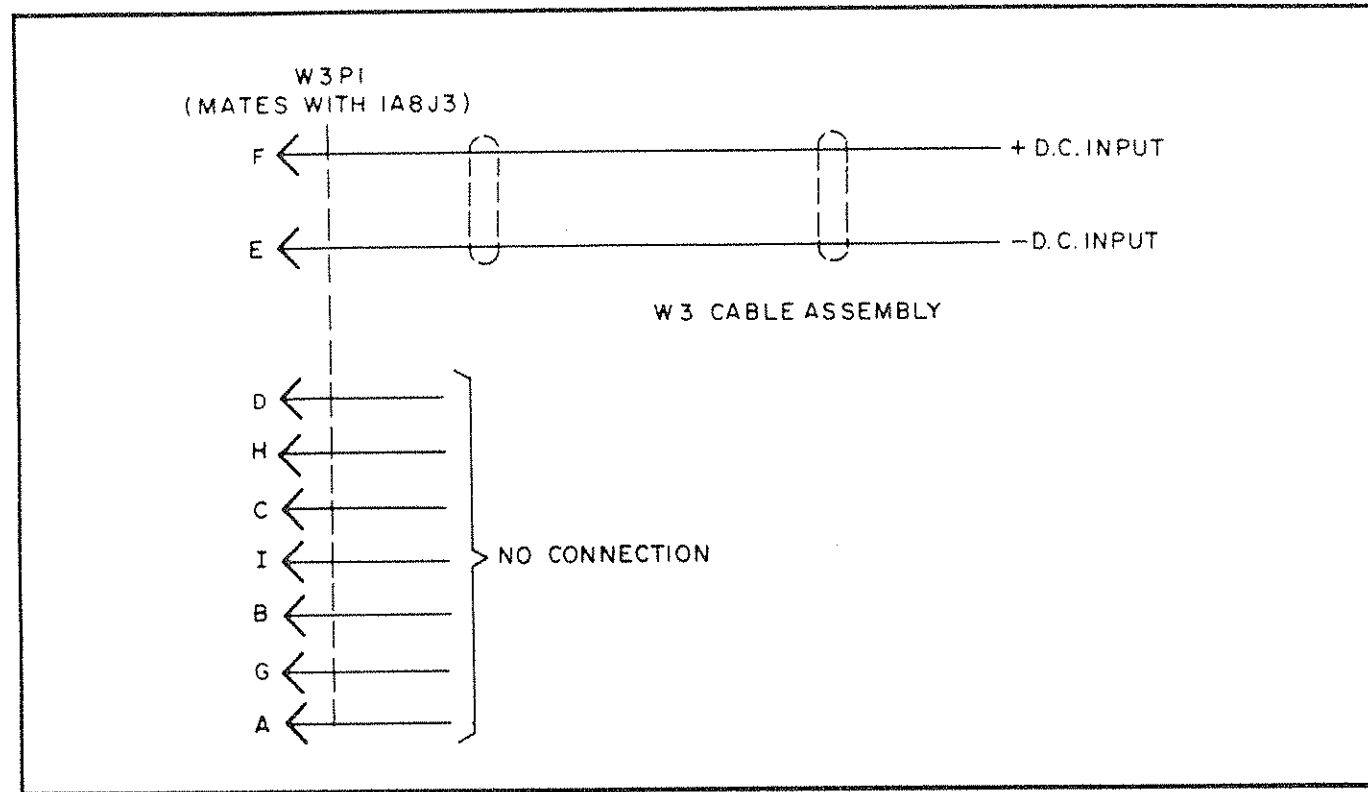 W3P1
(MATES WITH 1A8J3)
F
+ D.C. INPUT
E
-D.C. INPUT
W3 CABLE ASSEMBLY
D
H
C
I
NO CONNECTION
B
G
A